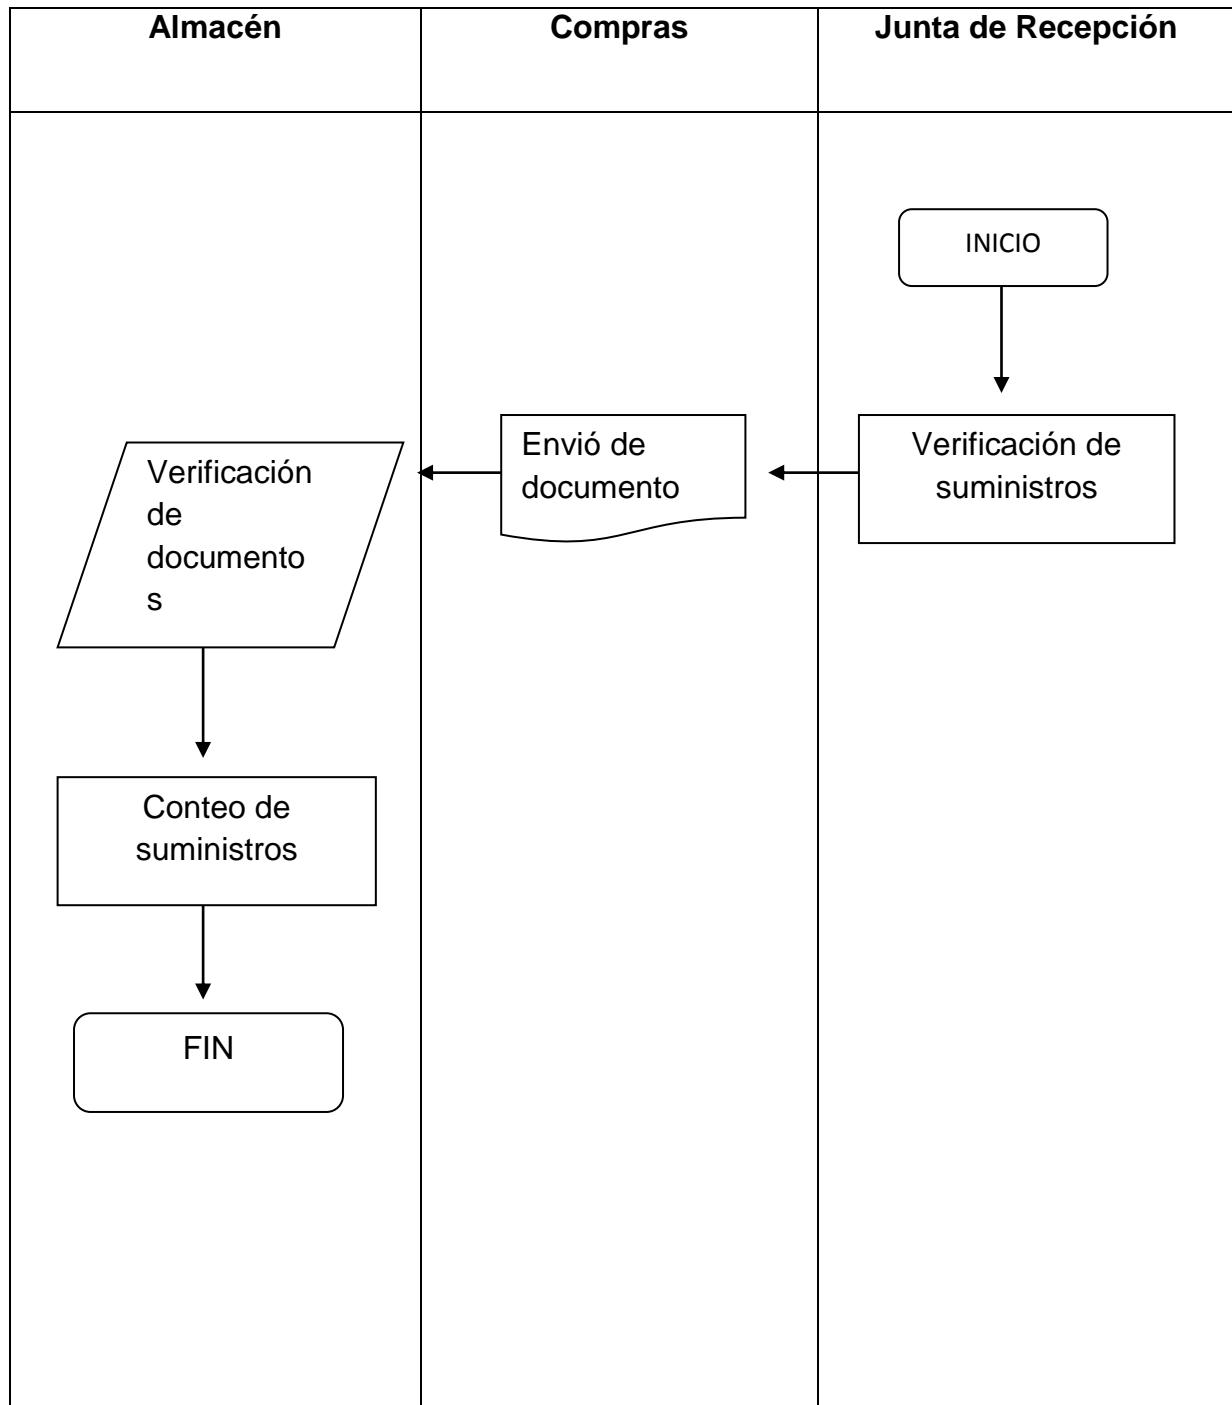 Almacén
Compras
Junta de Recepción
INICIO
Verificación de
suministros
Envió de
documento
Verificación
de
documento
s
Conteo de
suministros
FIN